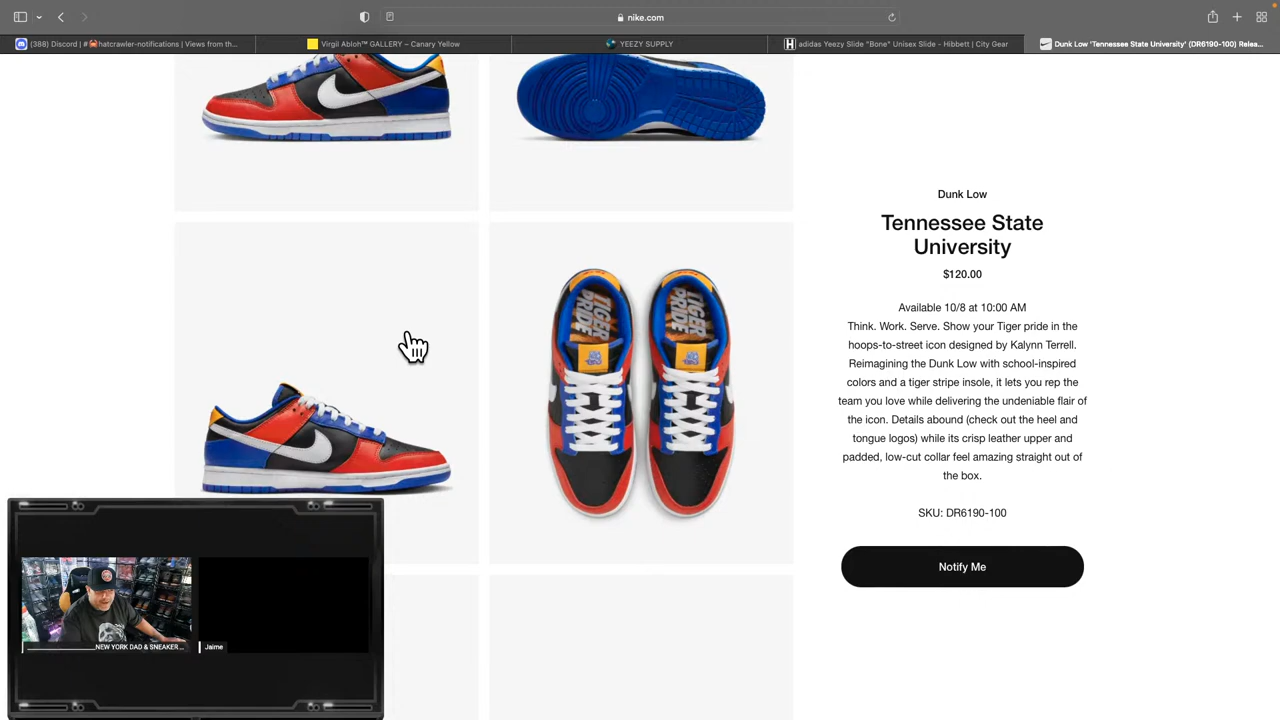 nike.com
(388) Discord | #🦀hatcrawler-notifications | Views from th...
Virgil Abloh™ GALLERY – Canary Yellow
YEEZY SUPPLY
H
adidas Yeezy Slide "Bone" Unisex Slide - Hibbett | City Gear
Dunk Low 'Tennessee State University' (DR6190-100) Relea...
TIGER PRIDE
TIGER PRIDE
Dunk Low
Tennessee State
University
$120.00
Available 10/8 at 10:00 AM
Think. Work. Serve. Show your Tiger pride in the
hoops-to-street icon designed by Kalynn Terrell.
Reimagining the Dunk Low with school-inspired
colors and a tiger stripe insole, it lets you rep the
team you love while delivering the undeniable flair of
the icon. Details abound (check out the heel and
tongue logos) while its crisp leather upper and
padded, low-cut collar feel amazing straight out of
the box.
SKU: DR6190-100
Notify Me
NEW YORK DAD & SNEAKER ...
Jaime